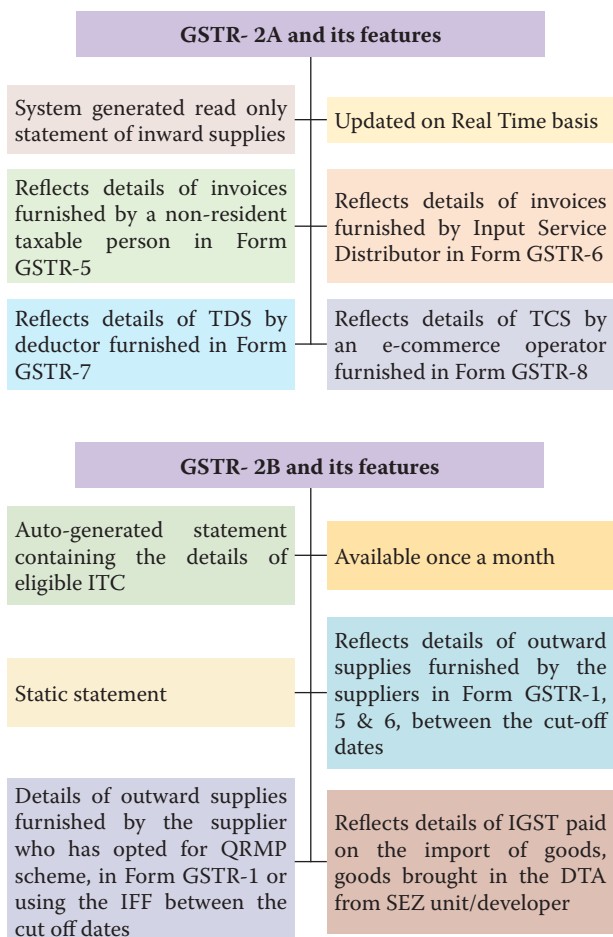 GSTR- 2A and its features
System generated read only
statement of inward supplies
Updated on Real Time basis
Reflects details of invoices
furnished by a non-resident
taxable person in Form
GSTR-5
Reflects details of invoices
furnished by Input Service
Distributor in Form GSTR-6
Reflects details of TDS by
deductor furnished in Form
GSTR-7
Reflects details of TCS by
an e-commerce operator
furnished in Form GSTR-8
GSTR- 2B and its features
Auto-generated statement
containing the details of
eligible ITC
Available once a month
Static statement
Reflects details of outward
supplies furnished by the
suppliers in Form GSTR-1,
5 & 6, between the cut-off
dates
Details of outward supplies
furnished by the supplier
who has opted for QRMP
scheme, in Form GSTR-1 or
using the IFF between the
cut off dates
Reflects details of IGST paid
on the import of goods,
goods brought in the DTA
from SEZ unit/developer